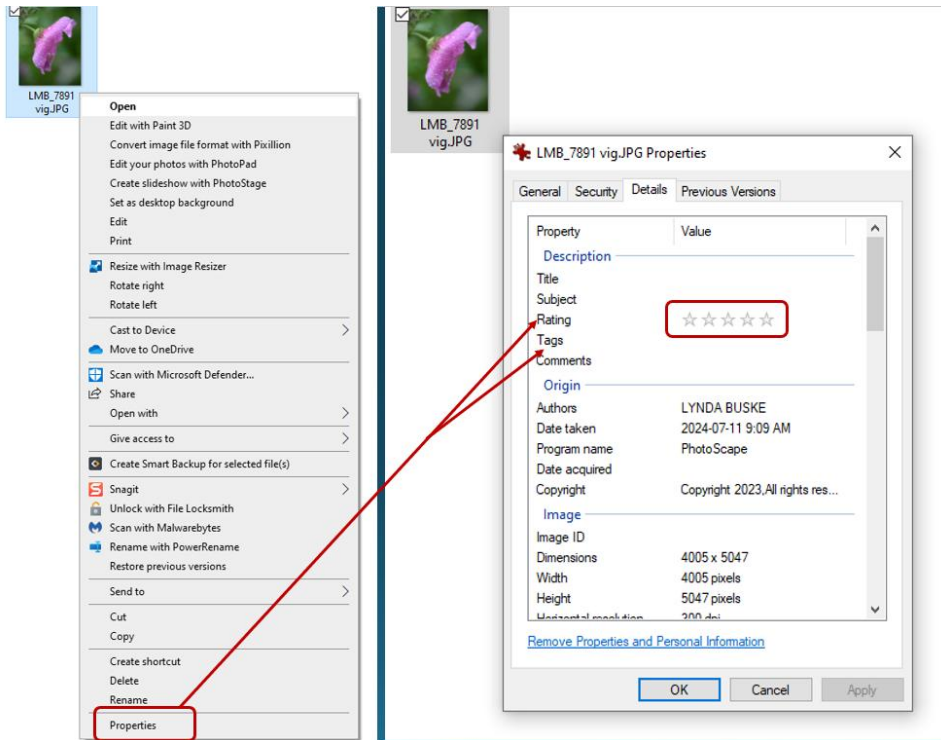 LMB_7891
vig.JPG
Open
Edit with Paint 3D
Convert image file format with Pixillion
Edit your photos with PhotoPad
Create slideshow with PhotoStage
Set as desktop background
Edit
Print
Resize with Image Resizer
Rotate right
Rotate left
Cast to Device
Move to OneDrive
Scan with Microsoft Defender...
Share
Open with
Give access to
Create Smart Backup for selected file(s)
Snagit
Unlock with File Locksmith
Scan with Malwarebytes
Rename with PowerRename
Restore previous versions
Send to
Cut
Copy
Create shortcut
Delete
Rename
Properties
LMB_7891
vig.JPG
LMB_7891 vig.JPG Properties
General Security Details Previous Versions
Property Value
Description
Title
Subject
Rating
Tags
Comments
Origin
Authors LYNDA BUSKE
Date taken 2024-07-11 9:09 AM
Program name PhotoScape
Date acquired
Copyright Copyright 2023,All rights res...
Image
Image ID
Dimensions 4005 x 5047
Width 4005 pixels
Height 5047 pixels
Horizontal resolution 300 dpi
Remove Properties and Personal Information
OK Cancel Apply